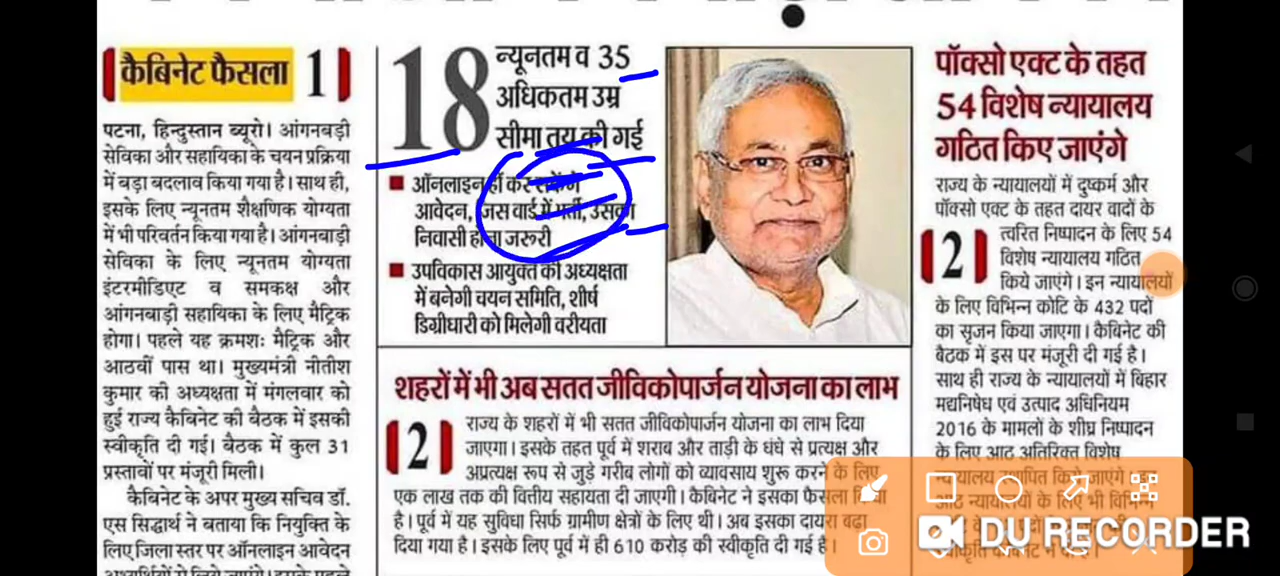 कैबिनेट फैसला 1
पटना, हिन्दुस्तान ब्यूरो। आंगनबड़ी
सेविका और सहायिका के चयन प्रक्रिया
में बड़ा बदलाव किया गया है। साथ ही,
इसके लिए न्यूनतम शैक्षणिक योग्यता
में भी परिवर्तन किया गया है। आंगनबाड़ी
सेविका के लिए न्यूनतम योग्यता
इंटरमीडिएट व समकक्ष और
आंगनबाड़ी सहायिका के लिए मैट्रिक
होगा। पहले यह क्रमशः मैट्रिक और
आठवीं पास था। मुख्यमंत्री नीतीश
कुमार की अध्यक्षता में मंगलवार को
हुई राज्य कैबिनेट की बैठक में इसकी
स्वीकृति दी गई। बैठक में कुल 31
प्रस्तावों पर मंजूरी मिली।
कैबिनेट के अपर मुख्य सचिव डॉ.
एस सिद्धार्थ ने बताया कि नियुक्ति के
लिए जिला स्तर पर ऑनलाइन आवेदन
18 न्यूनतम व 35
अधिकतम उम्र
सीमा तय की गई
ऑनलाइन ही कर सकेंगे
आवेदन, जिस वार्ड में भर्ती, उसका
निवासी होना जरूरी
उपविकास आयुक्त की अध्यक्षता
में बनेगी चयन समिति, शीर्ष
डिग्रीधारी को मिलेगी वरीयता
शहरों में भी अब सतत जीविकोपार्जन योजना का लाभ
2 राज्य के शहरों में भी सतत जीविकोपार्जन योजना का लाभ दिया
जाएगा। इसके तहत पूर्व में शराब और ताड़ी के धंधे से प्रत्यक्ष और
अप्रत्यक्ष रूप से जुड़े गरीब लोगों को व्यवसाय शुरू करने के लिए
एक लाख तक की वित्तीय सहायता दी जाएगी। कैबिनेट ने इसका फैसला किया
है। पूर्व में यह सुविधा सिर्फ ग्रामीण क्षेत्रों के लिए थी। अब इसका दायरा बढ़ा
दिया गया है। इसके लिए पूर्व में ही 610 करोड़ की स्वीकृति दी गई है।
पॉक्सो एक्ट के तहत
54 विशेष न्यायालय
गठित किए जाएंगे
राज्य के न्यायालयों में दुष्कर्म और
पॉक्सो एक्ट के तहत दायर वादों के
2 त्वरित निष्पादन के लिए 54
विशेष न्यायालय गठित
किये जाएंगे। इन न्यायालयों
के लिए विभिन्न कोटि के 432 पदों
का सृजन किया जाएगा। कैबिनेट की
बैठक में इस पर मंजूरी दी गई है।
साथ ही राज्य के न्यायालयों में बिहार
मद्यनिषेध एवं उत्पाद अधिनियम
2016 के मामलों के शीघ्र निष्पादन
के लिए आठ अतिरिक्त विशेष
DU RECORDER